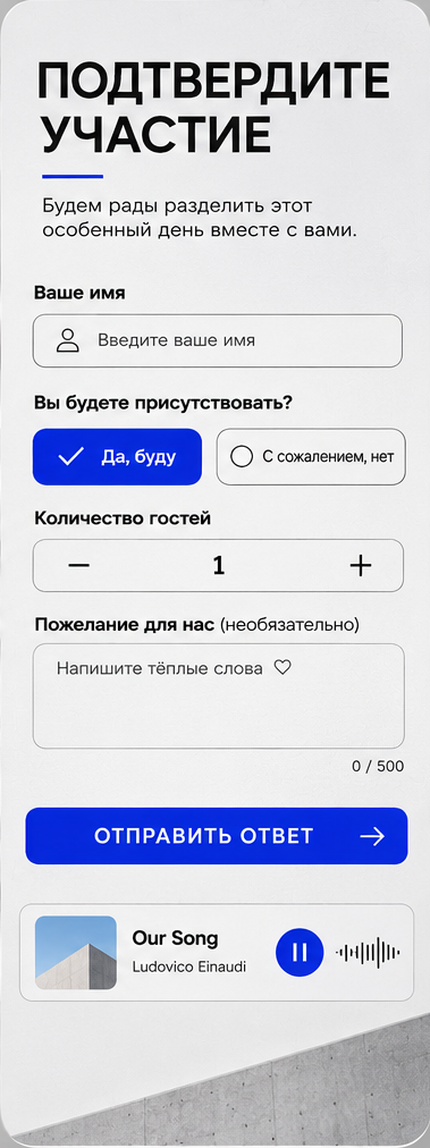 ПОДТВЕРДИТЕ
УЧАСТИЕ
Будем рады разделить этот
особенный день вместе с вами.
Ваше имя
Введите ваше имя
Вы будете присутствовать?
Да, буду
С сожалением, нет
Количество гостей
1
Пожелание для нас (необязательно)
Напишите тёплые слова
0 / 500
ОТПРАВИТЬ ОТВЕТ
Our Song
Ludovico Einaudi